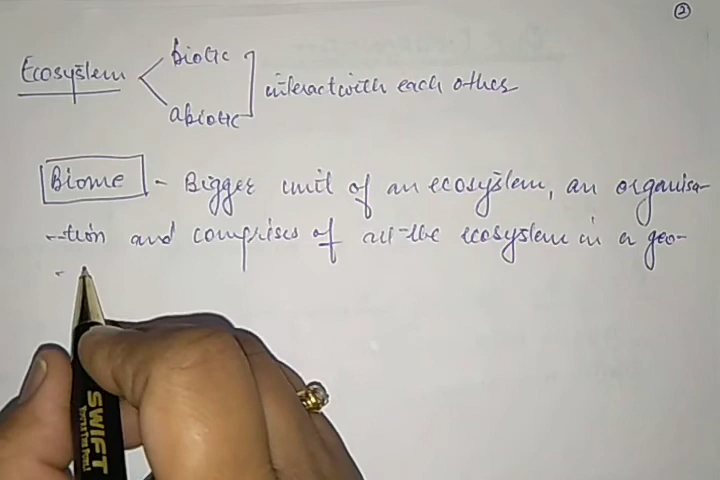 ②
Ecosystem
biotic
abiotic
interact with each other
Biome - Bigger unit of an ecosystem, an organisa-
-tion and comprises of all the ecosystem in a geo-
-
SWIFT